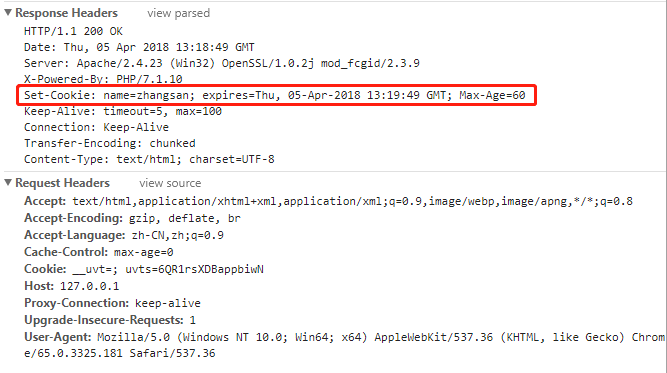 Response Headers view parsed
HTTP/1.1 200 OK
Date: Thu, 05 Apr 2018 13:18:49 GMT
Server: Apache/2.4.23 (Win32) OpenSSL/1.0.2j mod_fcgid/2.3.9
X-Powered-By: PHP/7.1.10
Set-Cookie: name=zhangsan; expires=Thu, 05-Apr-2018 13:19:49 GMT; Max-Age=60
Keep-Alive: timeout=5, max=100
Connection: Keep-Alive
Transfer-Encoding: chunked
Content-Type: text/html; charset=UTF-8
Request Headers view source
Accept: text/html,application/xhtml+xml,application/xml;q=0.9,image/webp,image/apng,*/*;q=0.8
Accept-Encoding: gzip, deflate, br
Accept-Language: zh-CN,zh;q=0.9
Cache-Control: max-age=0
Cookie: __uvt=; uvts=6QR1rsXDBappbiwN
Host: 127.0.0.1
Proxy-Connection: keep-alive
Upgrade-Insecure-Requests: 1
User-Agent: Mozilla/5.0 (Windows NT 10.0; Win64; x64) AppleWebKit/537.36 (KHTML, like Gecko) Chrom
e/65.0.3325.181 Safari/537.36